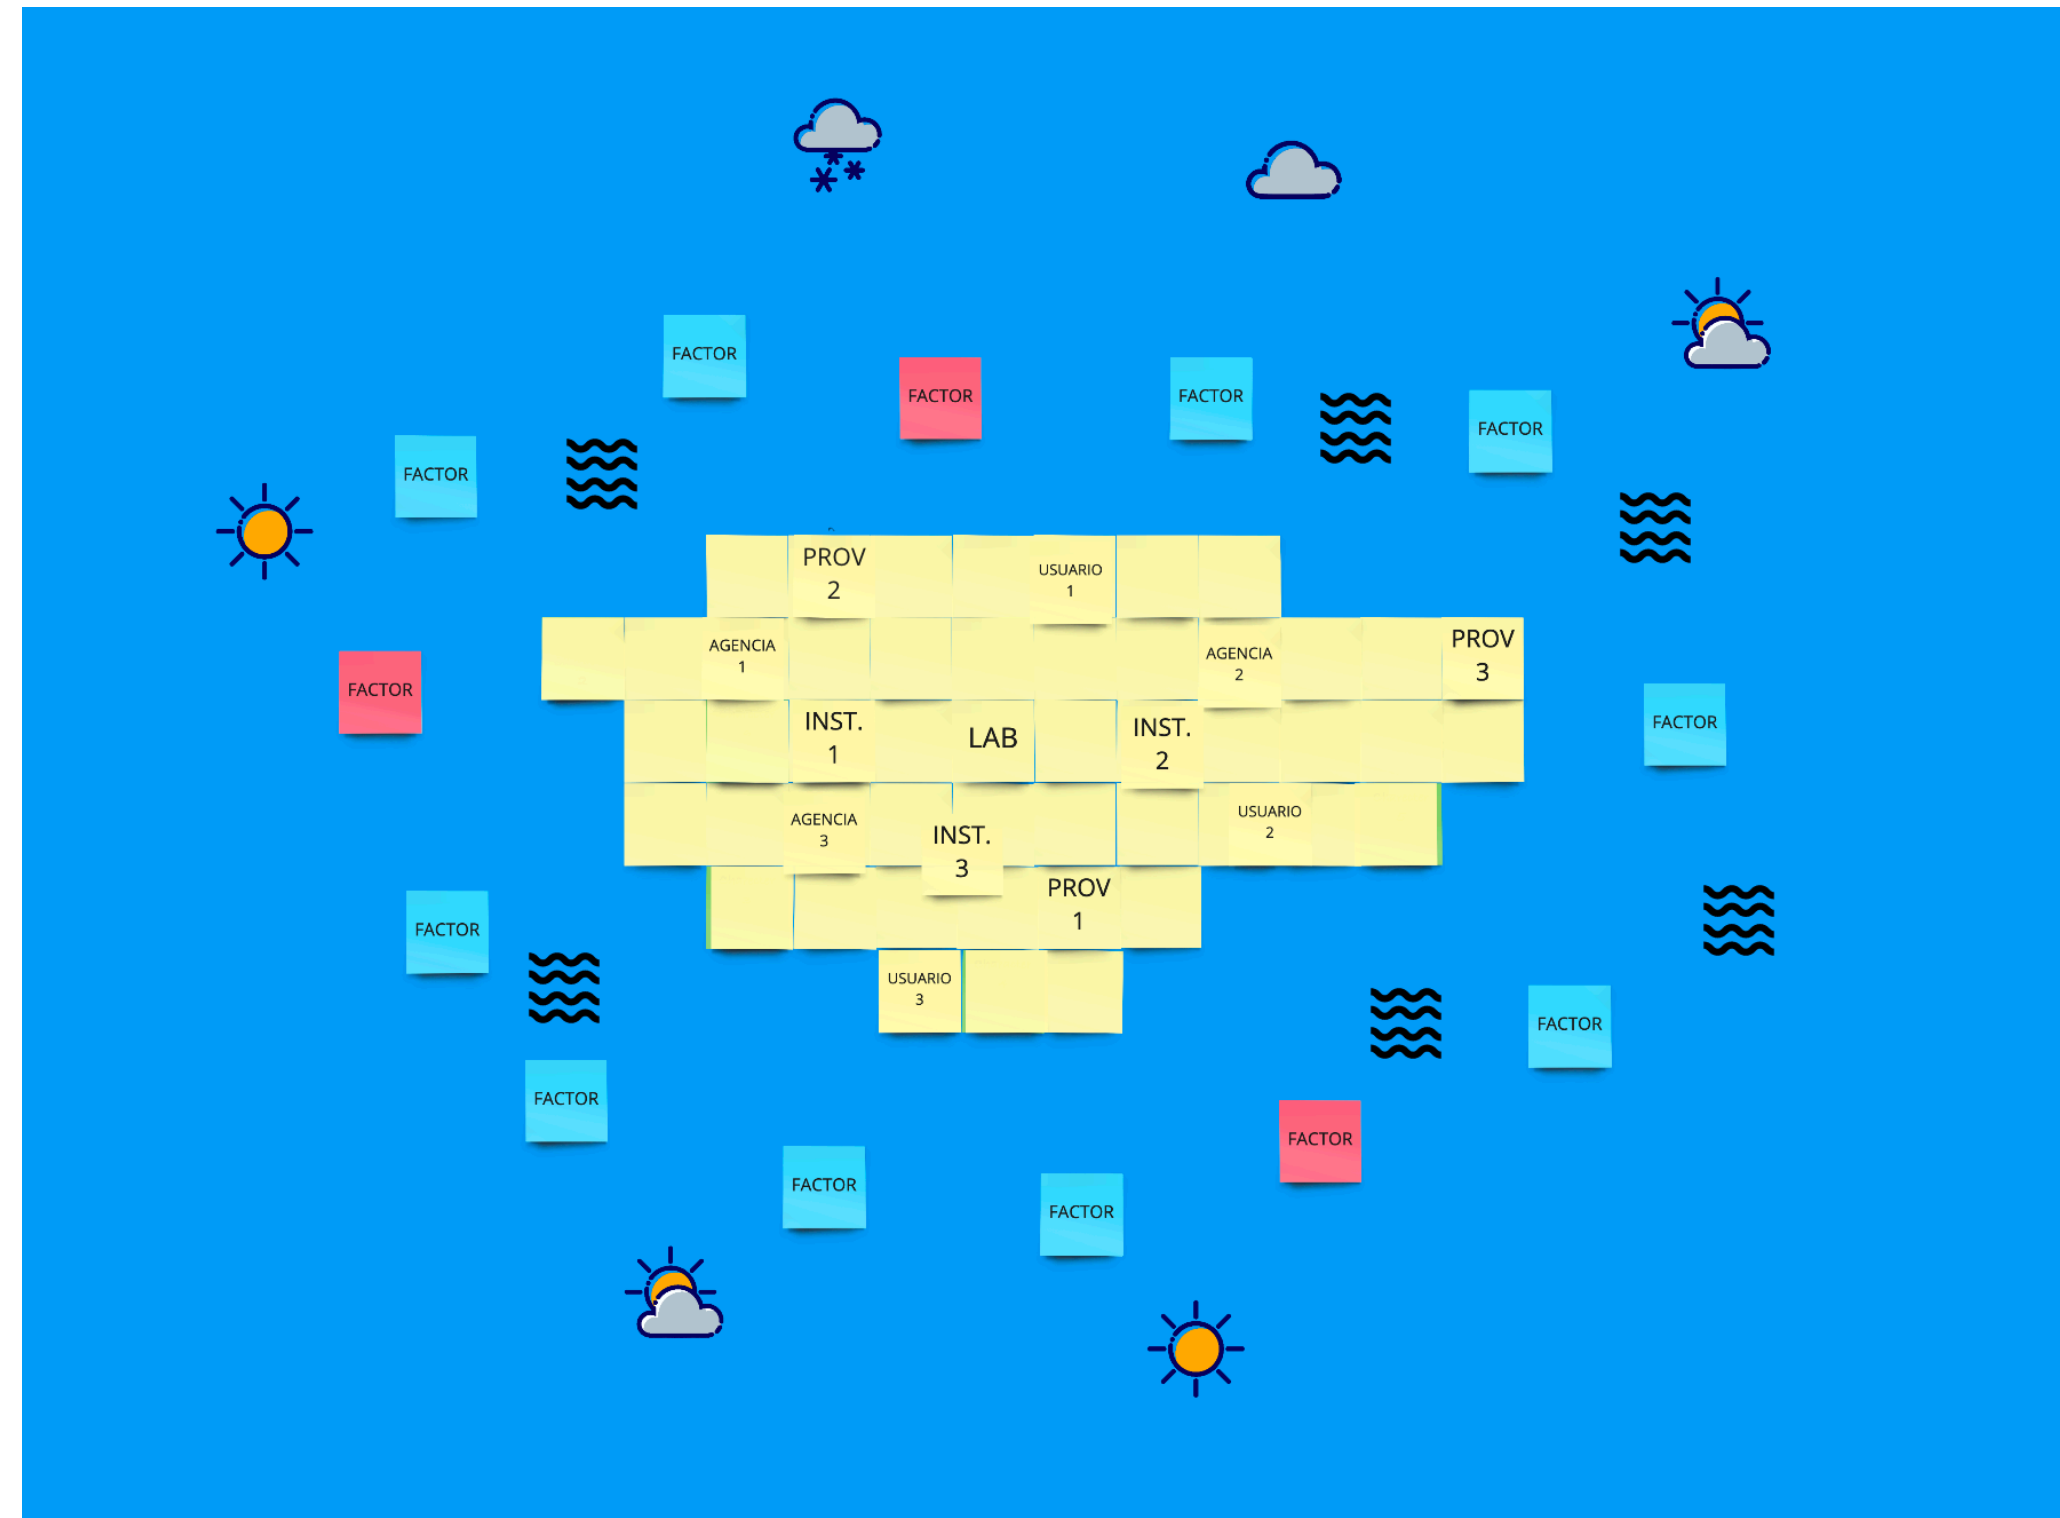 FACTOR
FACTOR
FACTOR
FACTOR
FACTOR
PROV
2
USUARIO
1
AGENCIA
1
AGENCIA
2
PROV
3
FACTOR
INST.
1
LAB
INST.
2
FACTOR
AGENCIA
3
INST.
3
USUARIO
2
PROV
1
FACTOR
USUARIO
3
FACTOR
FACTOR
FACTOR
FACTOR
FACTOR